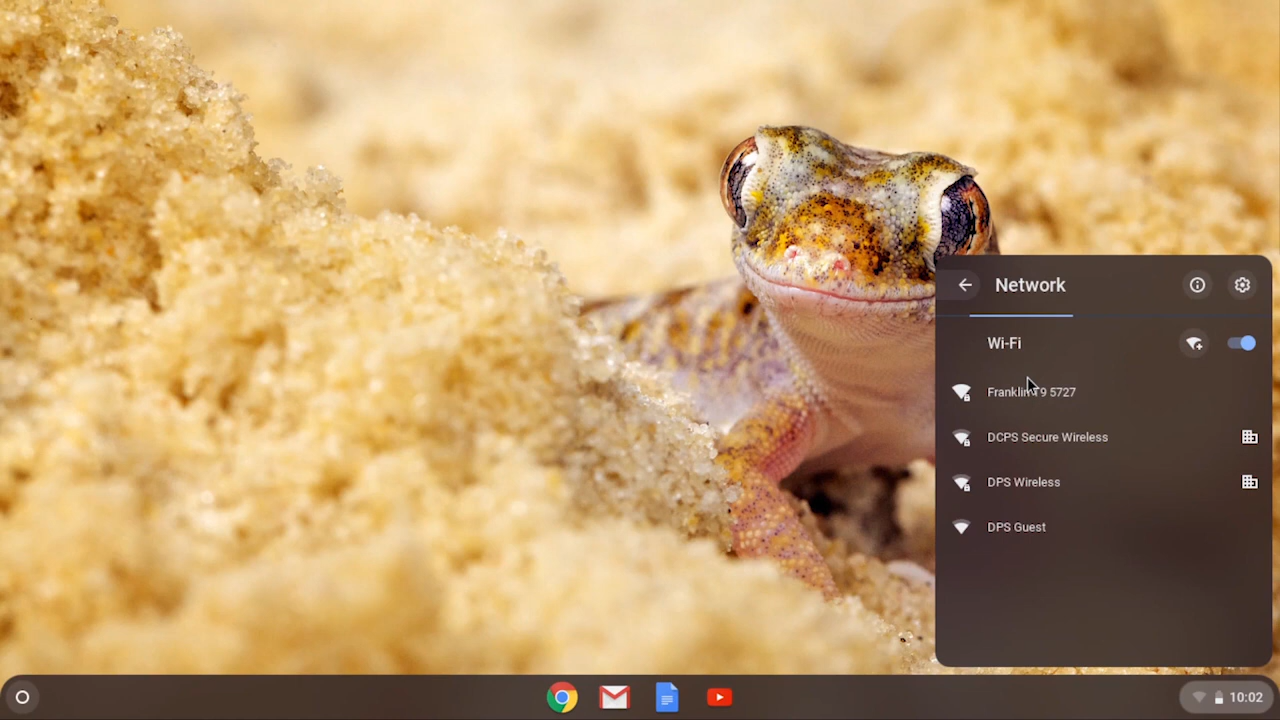 Network
Wi-Fi
Franklin T9 5727
DCPS Secure Wireless
DPS Wireless
DPS Guest
10:02